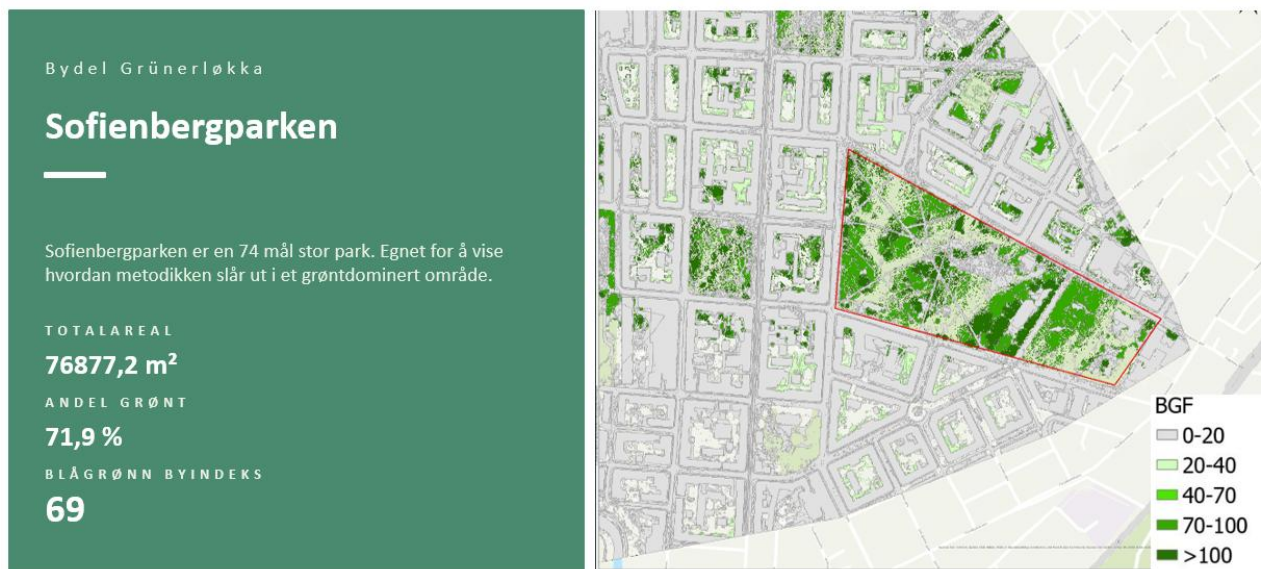 Bydel Grünerløkka
Sofienbergparken
Sofienbergparken er en 74 mål stor park. Egnet for å vise
hvordan metodikken slår ut i et grøntdominert område.
TOTALAREAL
76877,2 m²
ANDEL GRØNT
71,9 %
BLÅGRØNN BYINDEKS
69
BGF
0-20
20-40
40-70
70-100
>100